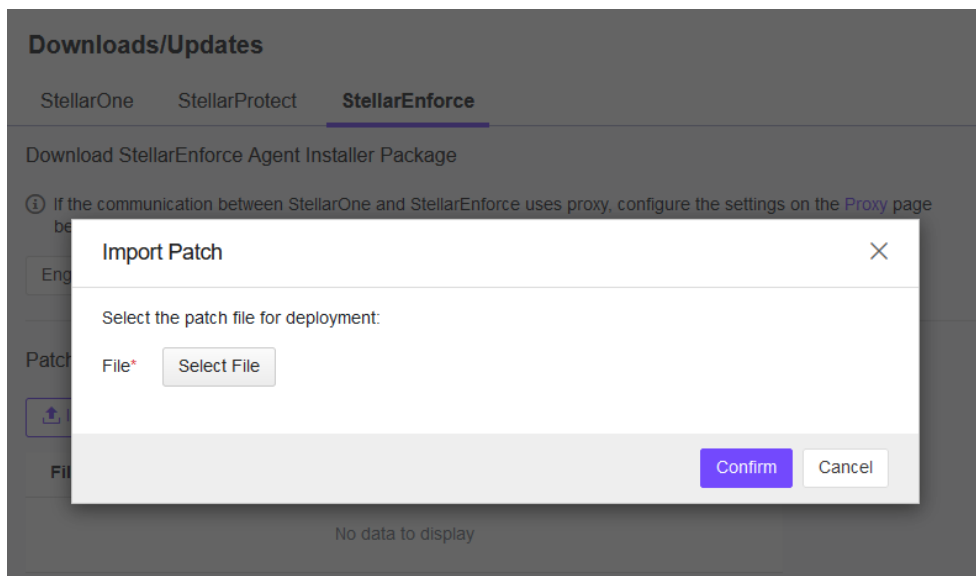 Downloads/Updates
StellarOne StellarProtect StellarEnforce
Download StellarEnforce Agent Installer Package
If the communication between StellarOne and StellarEnforce uses proxy, configure the settings on the Proxy page
Import Patch
Select the patch file for deployment:
File* Select File
Confirm Cancel
No data to display